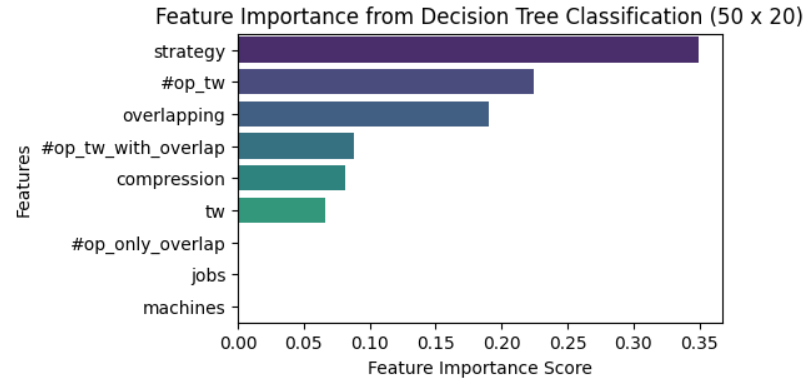 Feature Importance from Decision Tree Classification (50 x 20)
strategy
#op_tw
overlapping
#op_tw_with_overlap
compression
tw
#op_only_overlap
jobs
machines
Features
0.00 0.05 0.10 0.15 0.20 0.25 0.30 0.35
Feature Importance Score